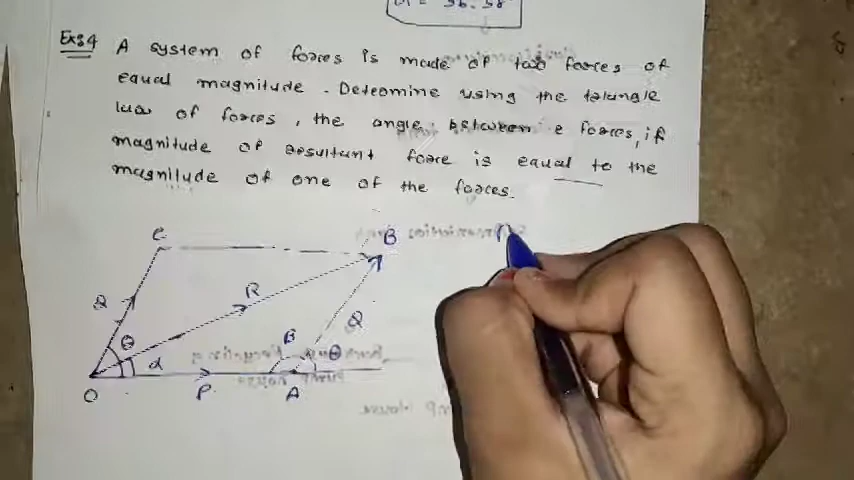 Ex:4 A system of forces is made of two forces of
equal magnitude. Determine using the triangle
law of forces, the angle between 2 forces, if
magnitude of resultant force is equal to the
magnitude of one of the forces.
C
B
R
Q
Q
θ
B
θ
α
O
P
A